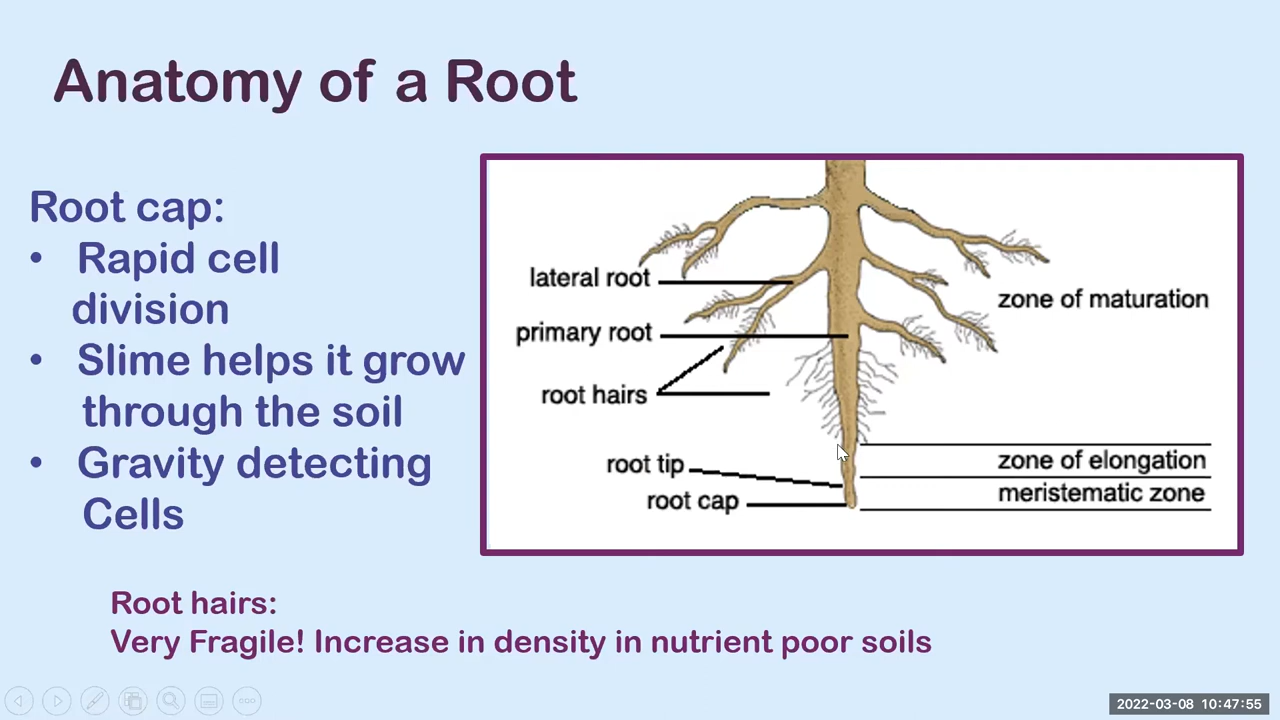 Anatomy of a Root
Root cap:
• Rapid cell
division
• Slime helps it grow
through the soil
• Gravity detecting
Cells
lateral root
primary root
root hairs
root tip
root cap
zone of maturation
zone of elongation
meristematic zone
Root hairs:
Very Fragile! Increase in density in nutrient poor soils
2022-03-08 10:47:55